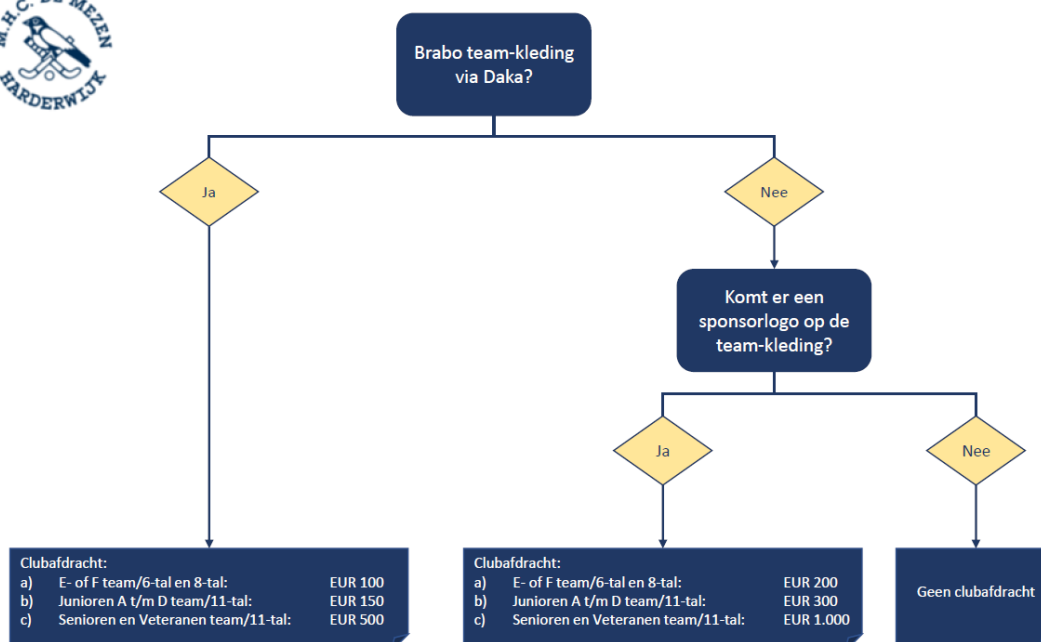 M.H.C. DE MEZEN
HARDERWIJK
Brabo team-kleding
via Daka?
Ja
Nee
Komt er een
sponsorlogo op de
team-kleding?
Ja
Nee
Clubafdracht:
a) E- of F team/6-tal en 8-tal: EUR 100
b) Junioren A t/m D team/11-tal: EUR 150
c) Senioren en Veteranen team/11-tal: EUR 500
Clubafdracht:
a) E- of F team/6-tal en 8-tal: EUR 200
b) Junioren A t/m D team/11-tal: EUR 300
c) Senioren en Veteranen team/11-tal: EUR 1.000
Geen clubafdracht